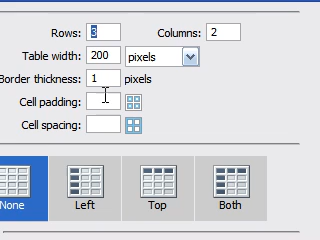 Rows: 3 Columns: 2
Table width: 200 pixels
Border thickness: 1 pixels
Cell padding:
Cell spacing:
None Left Top Both